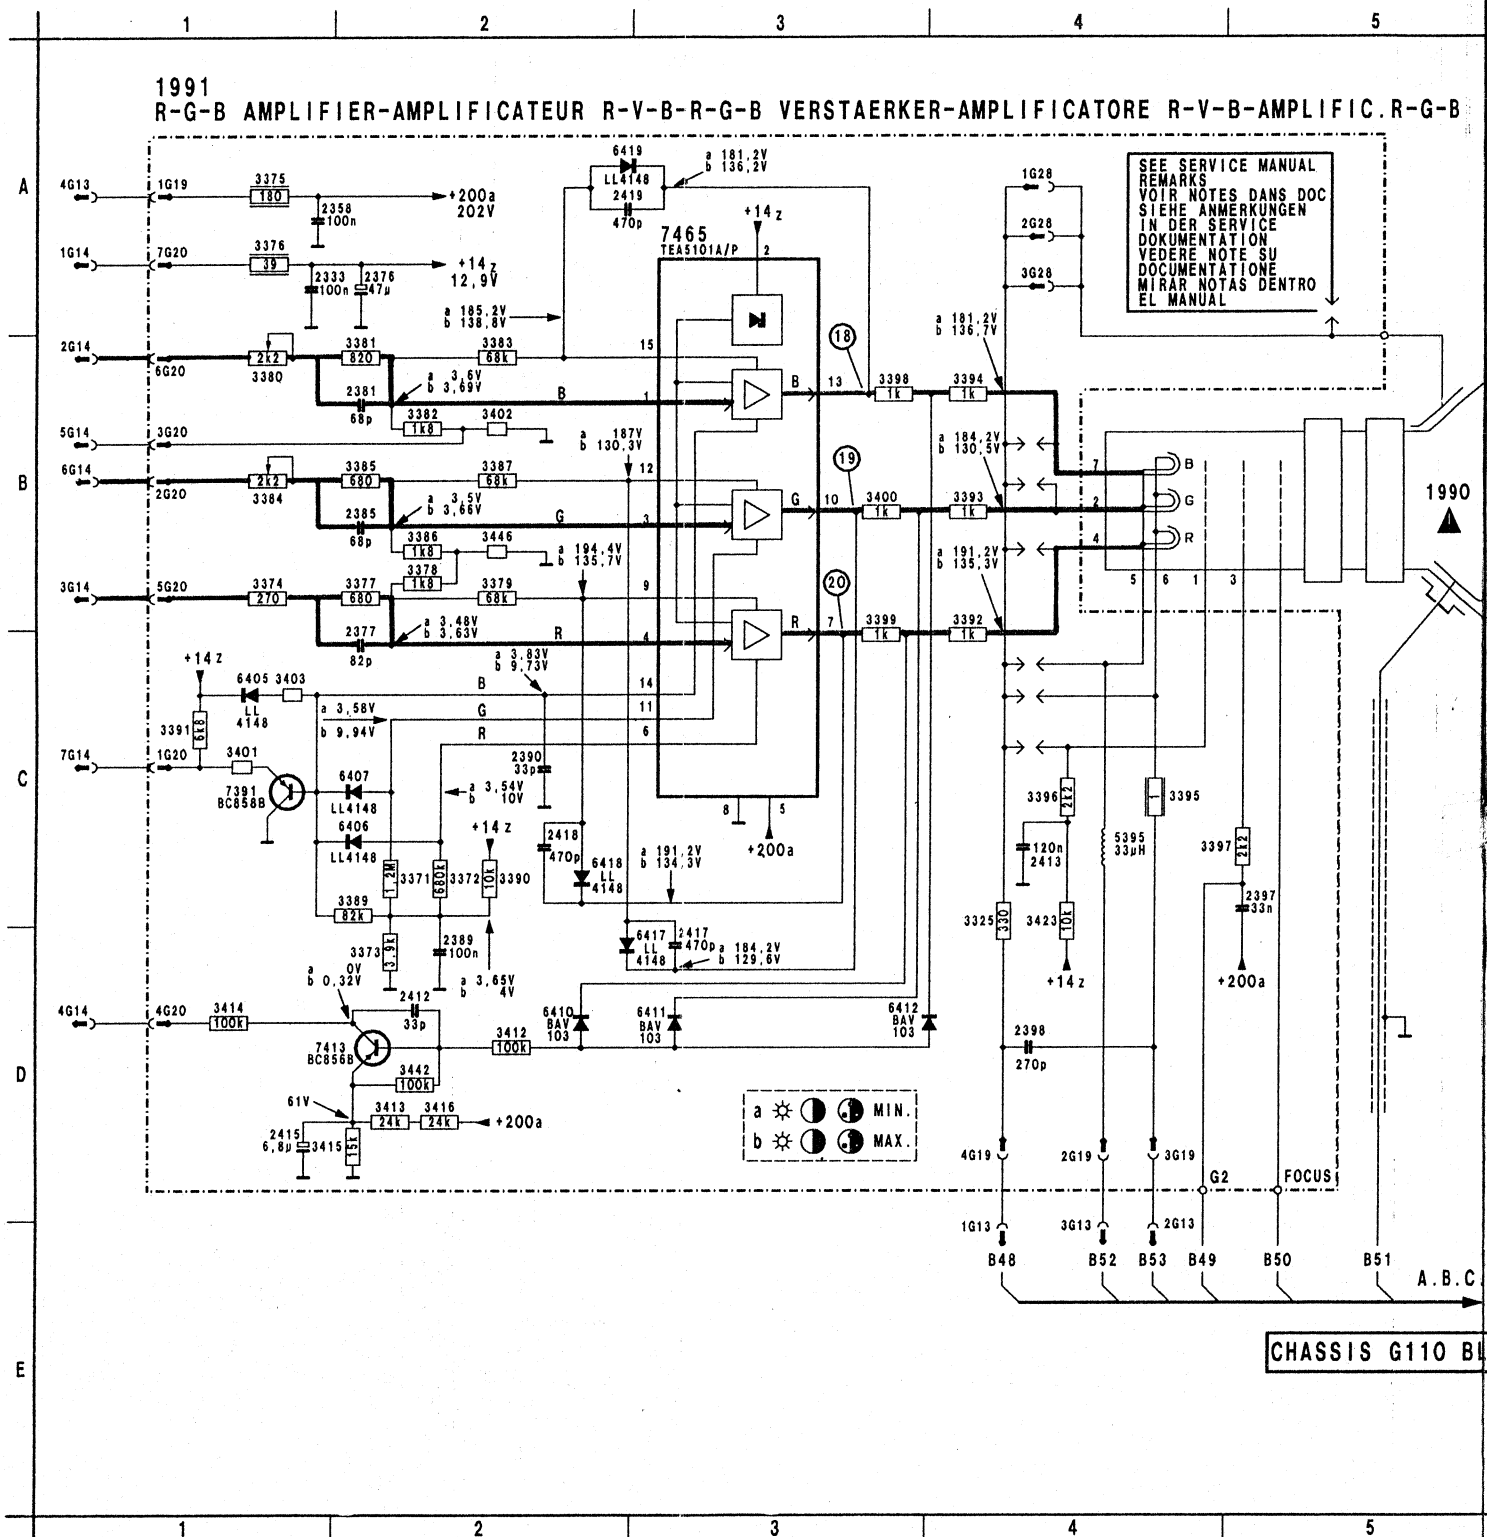 1 2 3 4 5
1991
R-G-B AMPLIFIER-AMPLIFICATEUR R-V-B-R-G-B VERSTAERKER-AMPLIFICATORE R-V-B-AMPLIFIC.R-G-B
A
SEE SERVICE MANUAL
REMARKS
VOIR NOTES DANS DOC
SIEHE ANMERKUNGEN
IN DER SERVICE
DOKUMENTATION
VEDERE NOTE SU
DOCUMENTATIONE
MIRAR NOTAS DENTRO
EL MANUAL
4G13 1G19 3375 180
+200a
202V
2358
100n
6419
LL4148
2419
470p
a 181,2V
b 136,2V
1G28
2G28
3G28
+14z
7465
TEA5101A/P 2
1G14 7G20 3376 39
+14z
12,9V
2333
100n
2376
47µ
a 185,2V
b 138,8V
a 181,2V
b 136,7V
2G14 6G20 2k2 3380
3381
820
3383
68k
15
18
2381
68p
a 3,6V
b 3,69V
B 1
B 13
3398
1k
3394
1k
3382
1k8
3402
5G14 3G20
a 187V
b 130,3V
a 184,2V
b 130,5V
B
6G14 2G20 2k2 3384
3385
680
3387
68k
12
19
7 B
2385
68p
a 3,5V
b 3,66V
G 3
G 10
3400
1k
3393
1k
2 G
1990
3386
1k8
3446
a 194,4V
b 135,7V
a 191,2V
b 135,3V
4 R
3378
1k8
5 6 1 3
3G14 5G20 3374
270
3377
680
3379
68k
9
20
2377
82p
a 3,48V
b 3,63V
R 4
R 7
3399
1k
3392
1k
+14z
a 3,83V
b 9,73V
6405
LL
4148
3403
B 14
a 3,58V
b 9,94V
G 11
R 6
3391
6k8
7G14 1G20 3401
2390
33p
C
7391
BC858B
6407
LL4148
a 3,54V
b 10V
6406
LL4148
+14z
2418
470p
8 5
+200a
3396
2k2
1 3395
120n
2413
5395
33µH
3397
2k2
1,2M
3371
680k
3372
10k
3390
6418
LL
4148
a 191,2V
b 134,3V
3389
82k
2397
33n
3325
330
3423
10k
3373
3,9k
2389
100n
6417
LL
4148
2417
470p
a 184,2V
b 129,6V
a 0V
b 0,32V
a 3,65V
b 4V
+14z
+200a
4G14 4G20 3414
100k
2412
33p
6410
BAV
103
6411
BAV
103
6412
BAV
103
7413
BC856B
3412
100k
2398
270p
D
3442
100k
61V
3413
24k
3416
24k
+200a
a MIN.
b MAX.
2415
6,8µ
3415
15k
4G19 2G19 3G19
G2 FOCUS
1G13 3G13 2G13
B48 B52 B53 B49 B50 B51
A.B.C.
CHASSIS G110 BL
E
1 2 3 4 5